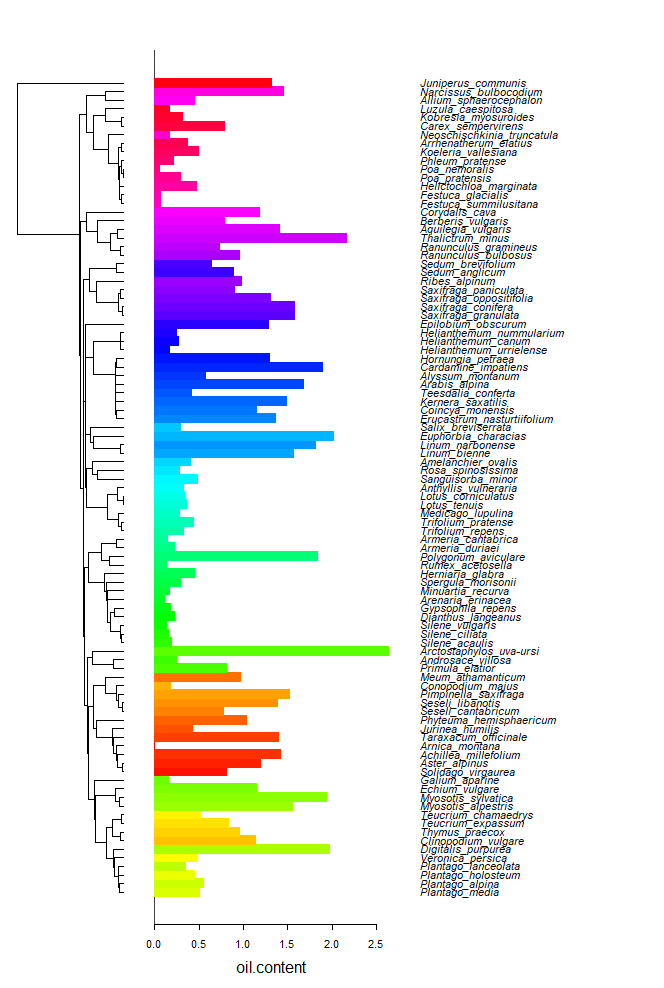 Juniperus_communis
Narcissus_bulbocodium
Allium_sphaerocephalon
Luzula_caespitosa
Kobresia_myosuroides
Carex_sempervirens
Neoschischkinia_truncatula
Arrhenatherum_elatius
Koeleria_vallesiana
Phleum_pratense
Poa_nemoralis
Poa_pratensis
Helictochloa_marginata
Festuca_glacialis
Festuca_summilusitana
Corydalis_cava
Berberis_vulgaris
Aquilegia_vulgaris
Thalictrum_minus
Ranunculus_gramineus
Ranunculus_bulbosus
Sedum_brevifolium
Sedum_anglicum
Ribes_alpinum
Saxifraga_paniculata
Saxifraga_oppositifolia
Saxifraga_conifera
Saxifraga_granulata
Epilobium_obscurum
Helianthemum_nummularium
Helianthemum_canum
Helianthemum_urrielense
Hornungia_petraea
Cardamine_impatiens
Alyssum_montanum
Arabis_alpina
Teesdalia_conferta
Kernera_saxatilis
Coincya_monensis
Erucastrum_nasturtiifolium
Salix_breviserrata
Euphorbia_characias
Linum_narbonense
Linum_bienne
Amelanchier_ovalis
Rosa_spinosissima
Sanguisorba_minor
Anthyllis_vulneraria
Lotus_corniculatus
Lotus_tenuis
Medicago_lupulina
Trifolium_pratense
Trifolium_repens
Armeria_cantabrica
Armeria_duriaei
Polygonum_aviculare
Rumex_acetosella
Herniaria_glabra
Spergula_morisonii
Minuartia_recurva
Arenaria_erinacea
Gypsophila_repens
Dianthus_langeanus
Silene_vulgaris
Silene_ciliata
Silene_acaulis
Arctostaphylos_uva-ursi
Androsace_villosa
Primula_elatior
Meum_athamanticum
Conopodium_majus
Pimpinella_saxifraga
Seseli_libanotis
Seseli_cantabricum
Phyteuma_hemisphaericum
Jurinea_humilis
Taraxacum_officinale
Arnica_montana
Achillea_millefolium
Aster_alpinus
Solidago_virgaurea
Galium_aparine
Echium_vulgare
Myosotis_sylvatica
Myosotis_alpestris
Teucrium_chamaedrys
Teucrium_expassum
Thymus_praecox
Clinopodium_vulgare
Digitalis_purpurea
Veronica_persica
Plantago_lanceolata
Plantago_holosteum
Plantago_alpina
Plantago_media
0.0 0.5 1.0 1.5 2.0 2.5
oil.content